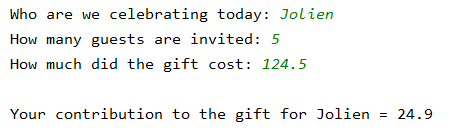 Who are we celebrating today: Jolien
How many guests are invited: 5
How much did the gift cost: 124.5
Your contribution to the gift for Jolien = 24.9